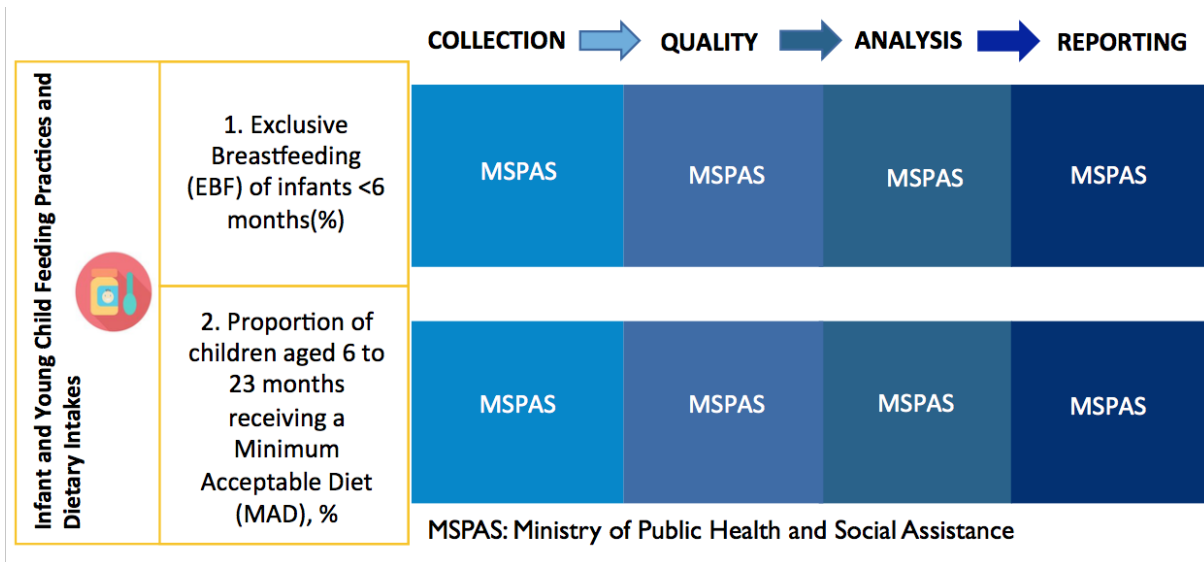 COLLECTION QUALITY ANALYSIS REPORTING
Infant and Young Child Feeding Practices and
Dietary Intakes
1. Exclusive
Breastfeeding
(EBF) of infants <6
months(%)
MSPAS MSPAS MSPAS MSPAS
2. Proportion of
children aged 6 to
23 months
receiving a
Minimum
Acceptable Diet
(MAD), %
MSPAS MSPAS MSPAS MSPAS
MSPAS: Ministry of Public Health and Social Assistance